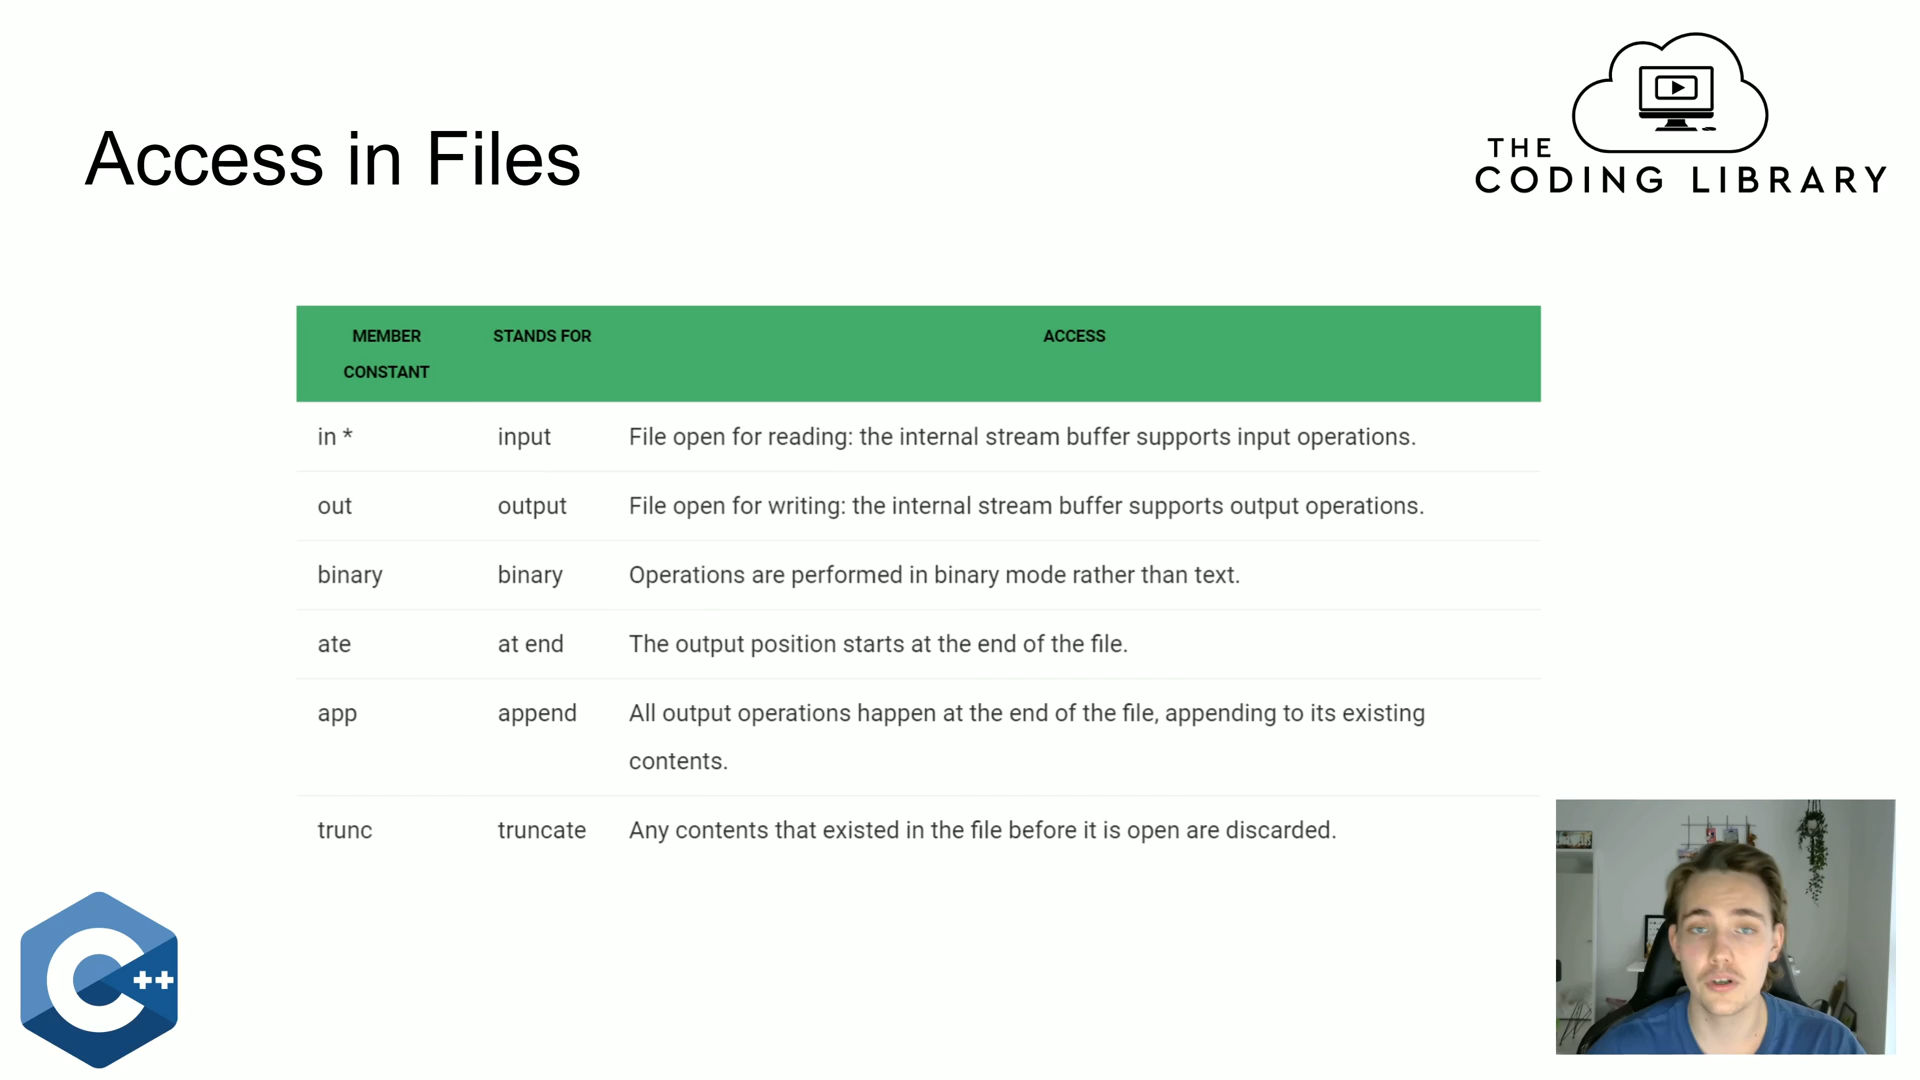 THE
CODING LIBRARY
Access in Files
MEMBER CONSTANT STANDS FOR ACCESS
in * input File open for reading: the internal stream buffer supports input operations.
out output File open for writing: the internal stream buffer supports output operations.
binary binary Operations are performed in binary mode rather than text.
ate at end The output position starts at the end of the file.
app append All output operations happen at the end of the file, appending to its existing
contents.
trunc truncate Any contents that existed in the file before it is open are discarded.
C++